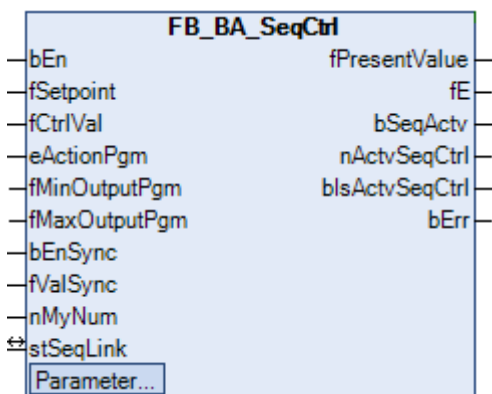 FB_BA_SeqCtrl
bEn fPresentValue
fSetpoint fE
fCtrlVal bSeqActv
eActionPgm nActvSeqCtrl
fMinOutputPgm bIsActvSeqCtrl
fMaxOutputPgm bErr
bEnSync
fValSync
nMyNum
stSeqLink
Parameter...